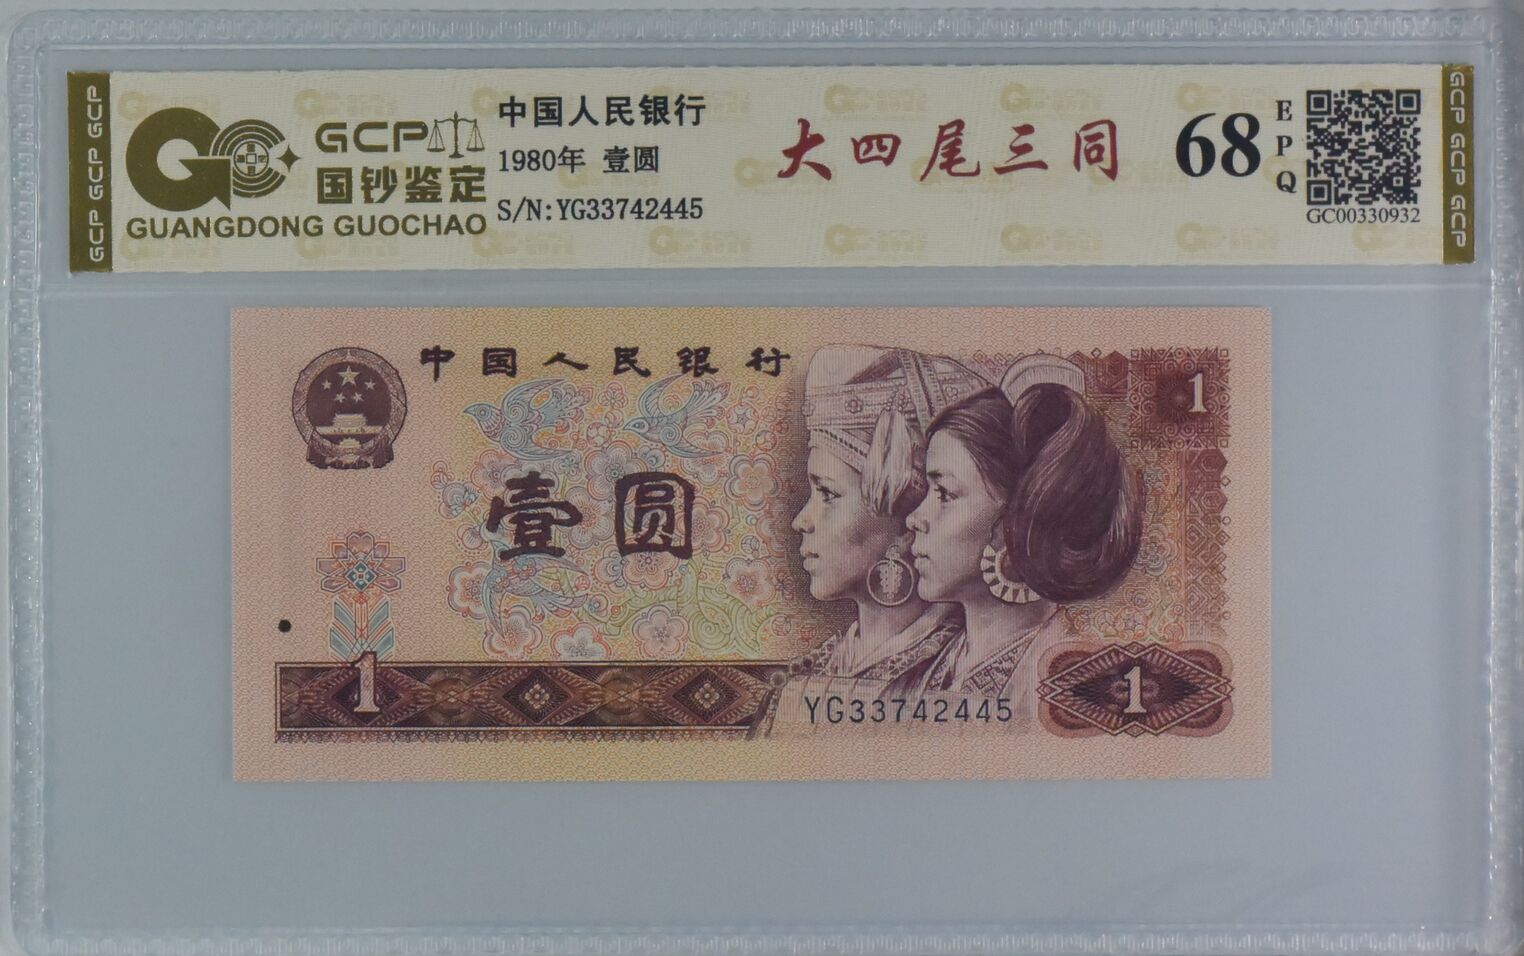 GCP GCP GCP
GCP
国钞鉴定
GUANGDONG GUOCHAO
中国人民银行
1980年 壹圆
S/N:YG33742445
大四尾三同
68
EPQ
GC00330932
GCP GCP GCP
中国人民银行
1
壹圆
1
YG33742445
1